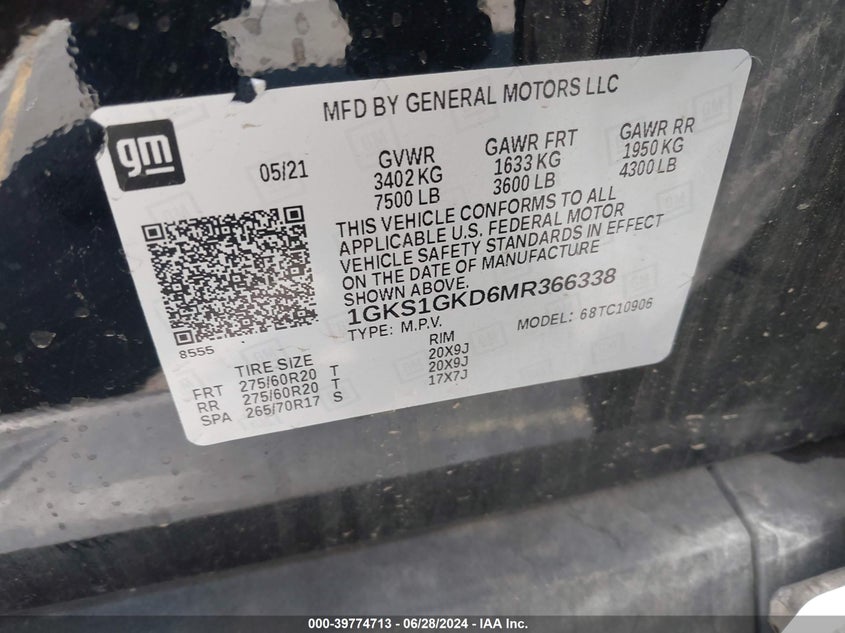 MFD BY GENERAL MOTORS LLC
gm
05/21
GVWR
3402 KG
7500 LB
GAWR FRT
1633 KG
3600 LB
GAWR RR
1950 KG
4300 LB
THIS VEHICLE CONFORMS TO ALL
APPLICABLE U.S. FEDERAL MOTOR
VEHICLE SAFETY STANDARDS IN EFFECT
ON THE DATE OF MANUFACTURE
SHOWN ABOVE.
1GKS1GKD6MR366338
TYPE: M.P.V.
MODEL: 68TC10906
8555
TIRE SIZE
RIM
FRT 275/60R20 T 20X9J
RR 275/60R20 T 20X9J
SPA 265/70R17 S 17X7J
000-39774713 - 06/28/2024 - IAA Inc.